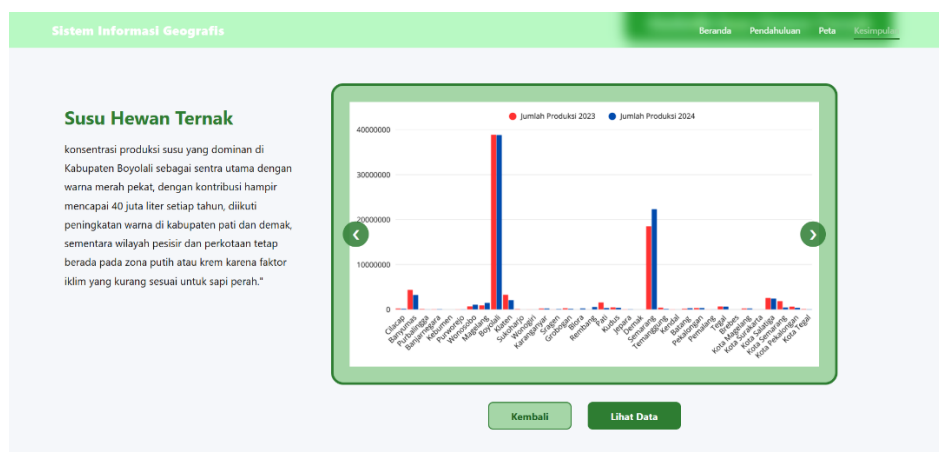 Sistem Informasi Geografis
Beranda Pendahuluan Peta Kesimpulan
Susu Hewan Ternak
konsentrasi produksi susu yang dominan di
Kabupaten Boyolali sebagai sentra utama dengan
warna merah pekat, dengan kontribusi hampir
mencapai 40 juta liter setiap tahun, diikuti
peningkatan warna di kabupaten pati dan demak,
sementara wilayah pesisir dan perkotaan tetap
berada pada zona putih atau krem karena faktor
iklim yang kurang sesuai untuk sapi perah."
Jumlah Produksi 2023 Jumlah Produksi 2024
40000000
30000000
20000000
10000000
0
Cilacap
Banyumas
Purbalingga
Banjarnegara
Kebumen
Purworejo
Wonosobo
Magelang
Boyolali
Klaten
Sukoharjo
Wonogiri
Karanganyar
Sragen
Grobogan
Blora
Rembang
Pati
Kudus
Jepara
Demak
Semarang
Temanggung
Kendal
Batang
Pekalongan
Pemalang
Tegal
Brebes
Kota Magelang
Kota Surakarta
Kota Salatiga
Kota Semarang
Kota Pekalongan
Kota Tegal
Kembali
Lihat Data